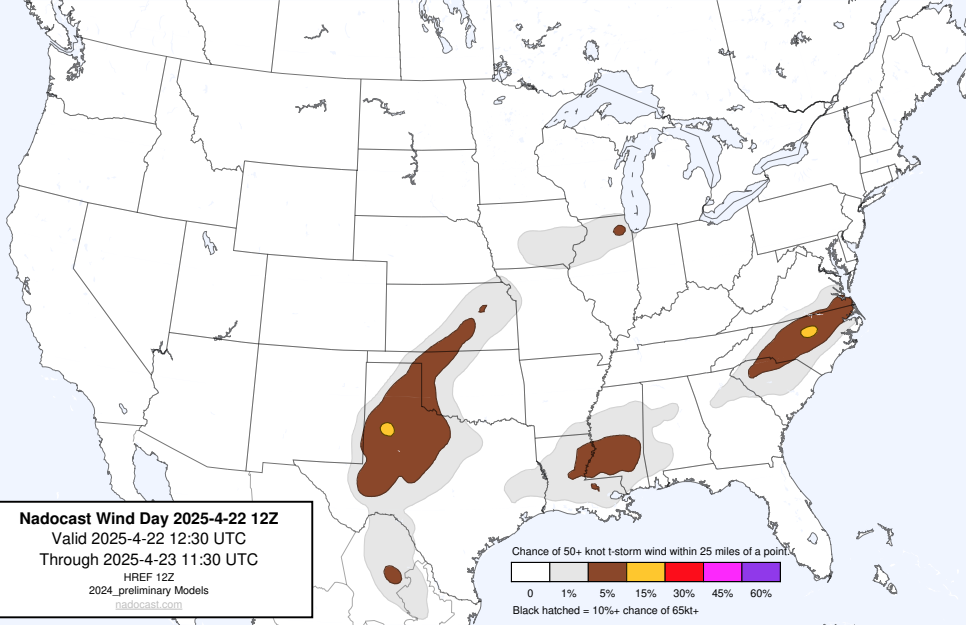 Nadocast Wind Day 2025-4-22 12Z
Valid 2025-4-22 12:30 UTC
Through 2025-4-23 11:30 UTC
HREF 12Z
2024_preliminary Models
nadocast.com
Chance of 50+ knot t-storm wind within 25 miles of a point.
0 1% 5% 15% 30% 45% 60%
Black hatched = 10%+ chance of 65kt+